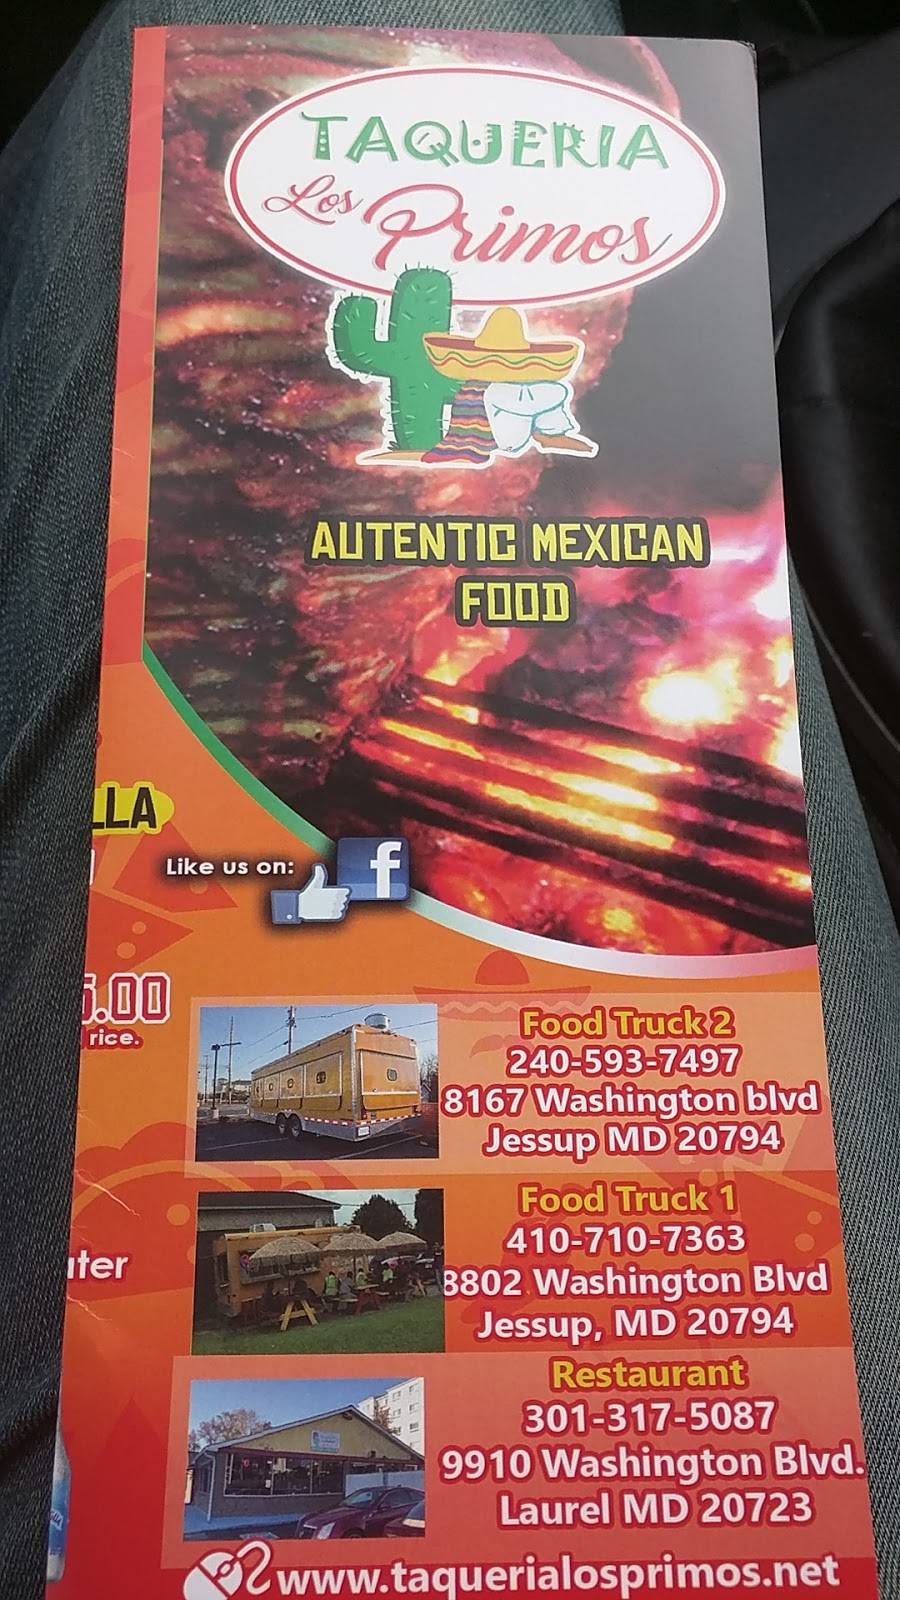 TAQUERIA
Los Primos
AUTENTIC MEXICAN
FOOD
LLA
Like us on:
f
5.00
rice.
Food Truck 2
240-593-7497
8167 Washington blvd
Jessup MD 20794
Food Truck 1
410-710-7363
8802 Washington Blvd
Jessup, MD 20794
ater
Restaurant
301-317-5087
9910 Washington Blvd.
Laurel MD 20723
www.taquerialosprimos.net